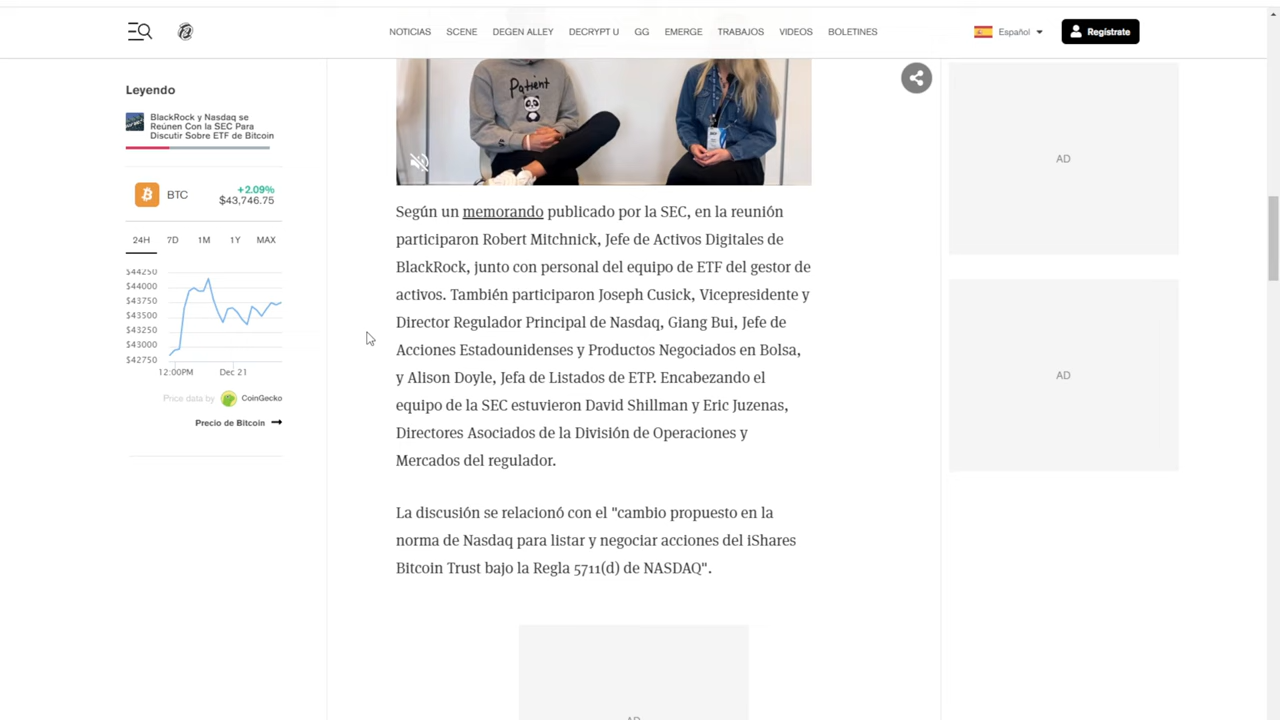 NOTICIAS SCENE DEGEN ALLEY DECRYPT U GG EMERGE TRABAJOS VIDEOS BOLETINES Español Regístrate
Leyendo
BlackRock y Nasdaq se
Reúnen Con la SEC Para
Discutir Sobre ETF de Bitcoin
BTC +2.09%
$43,746.75
24H 7D 1M 1Y MAX
$44250
$44000
$43750
$43500
$43250
$43000
$42750
12:00PM Dec 21
Price data by CoinGecko
Precio de Bitcoin
Patient
Según un memorando publicado por la SEC, en la reunión
participaron Robert Mitchnick, Jefe de Activos Digitales de
BlackRock, junto con personal del equipo de ETF del gestor de
activos. También participaron Joseph Cusick, Vicepresidente y
Director Regulador Principal de Nasdaq, Giang Bui, Jefe de
Acciones Estadounidenses y Productos Negociados en Bolsa,
y Alison Doyle, Jefa de Listados de ETP. Encabezando el
equipo de la SEC estuvieron David Shillman y Eric Juzenas,
Directores Asociados de la División de Operaciones y
Mercados del regulador.
La discusión se relacionó con el "cambio propuesto en la
norma de Nasdaq para listar y negociar acciones del iShares
Bitcoin Trust bajo la Regla 5711(d) de NASDAQ".
AD
AD
AD